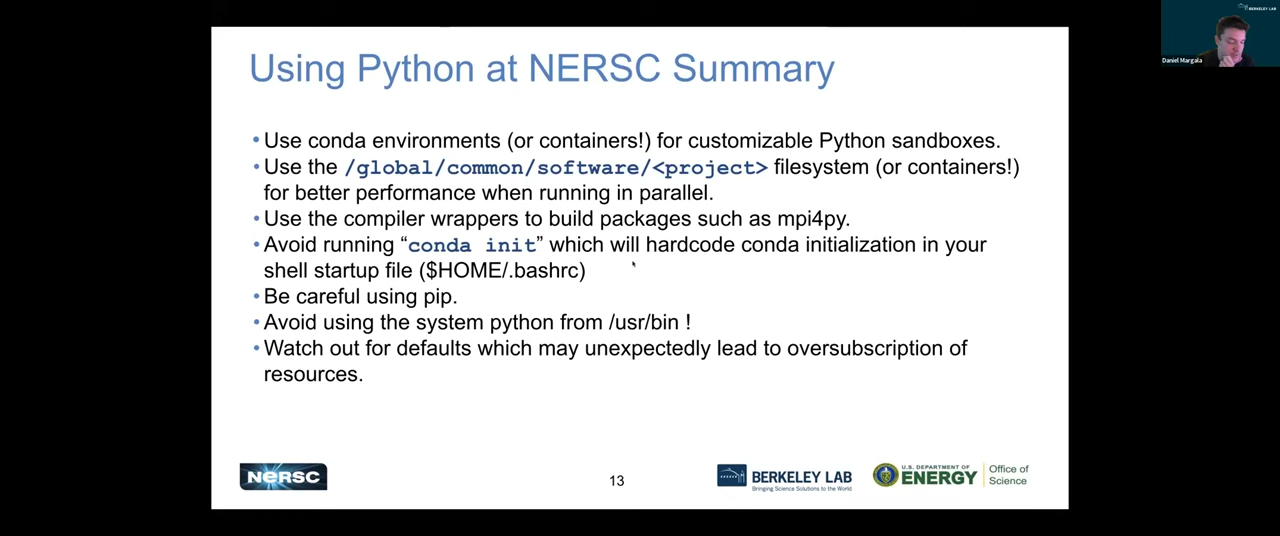 BERKELEY LAB
Daniel Margala
Using Python at NERSC Summary
• Use conda environments (or containers!) for customizable Python sandboxes.
• Use the /global/common/software/<project> filesystem (or containers!)
for better performance when running in parallel.
• Use the compiler wrappers to build packages such as mpi4py.
• Avoid running “conda init” which will hardcode conda initialization in your
shell startup file ($HOME/.bashrc)
• Be careful using pip.
• Avoid using the system python from /usr/bin !
• Watch out for defaults which may unexpectedly lead to oversubscription of
resources.
NERSC
13
BERKELEY LAB
Bringing Science Solutions to the World
U.S. DEPARTMENT OF
ENERGY
Office of
Science